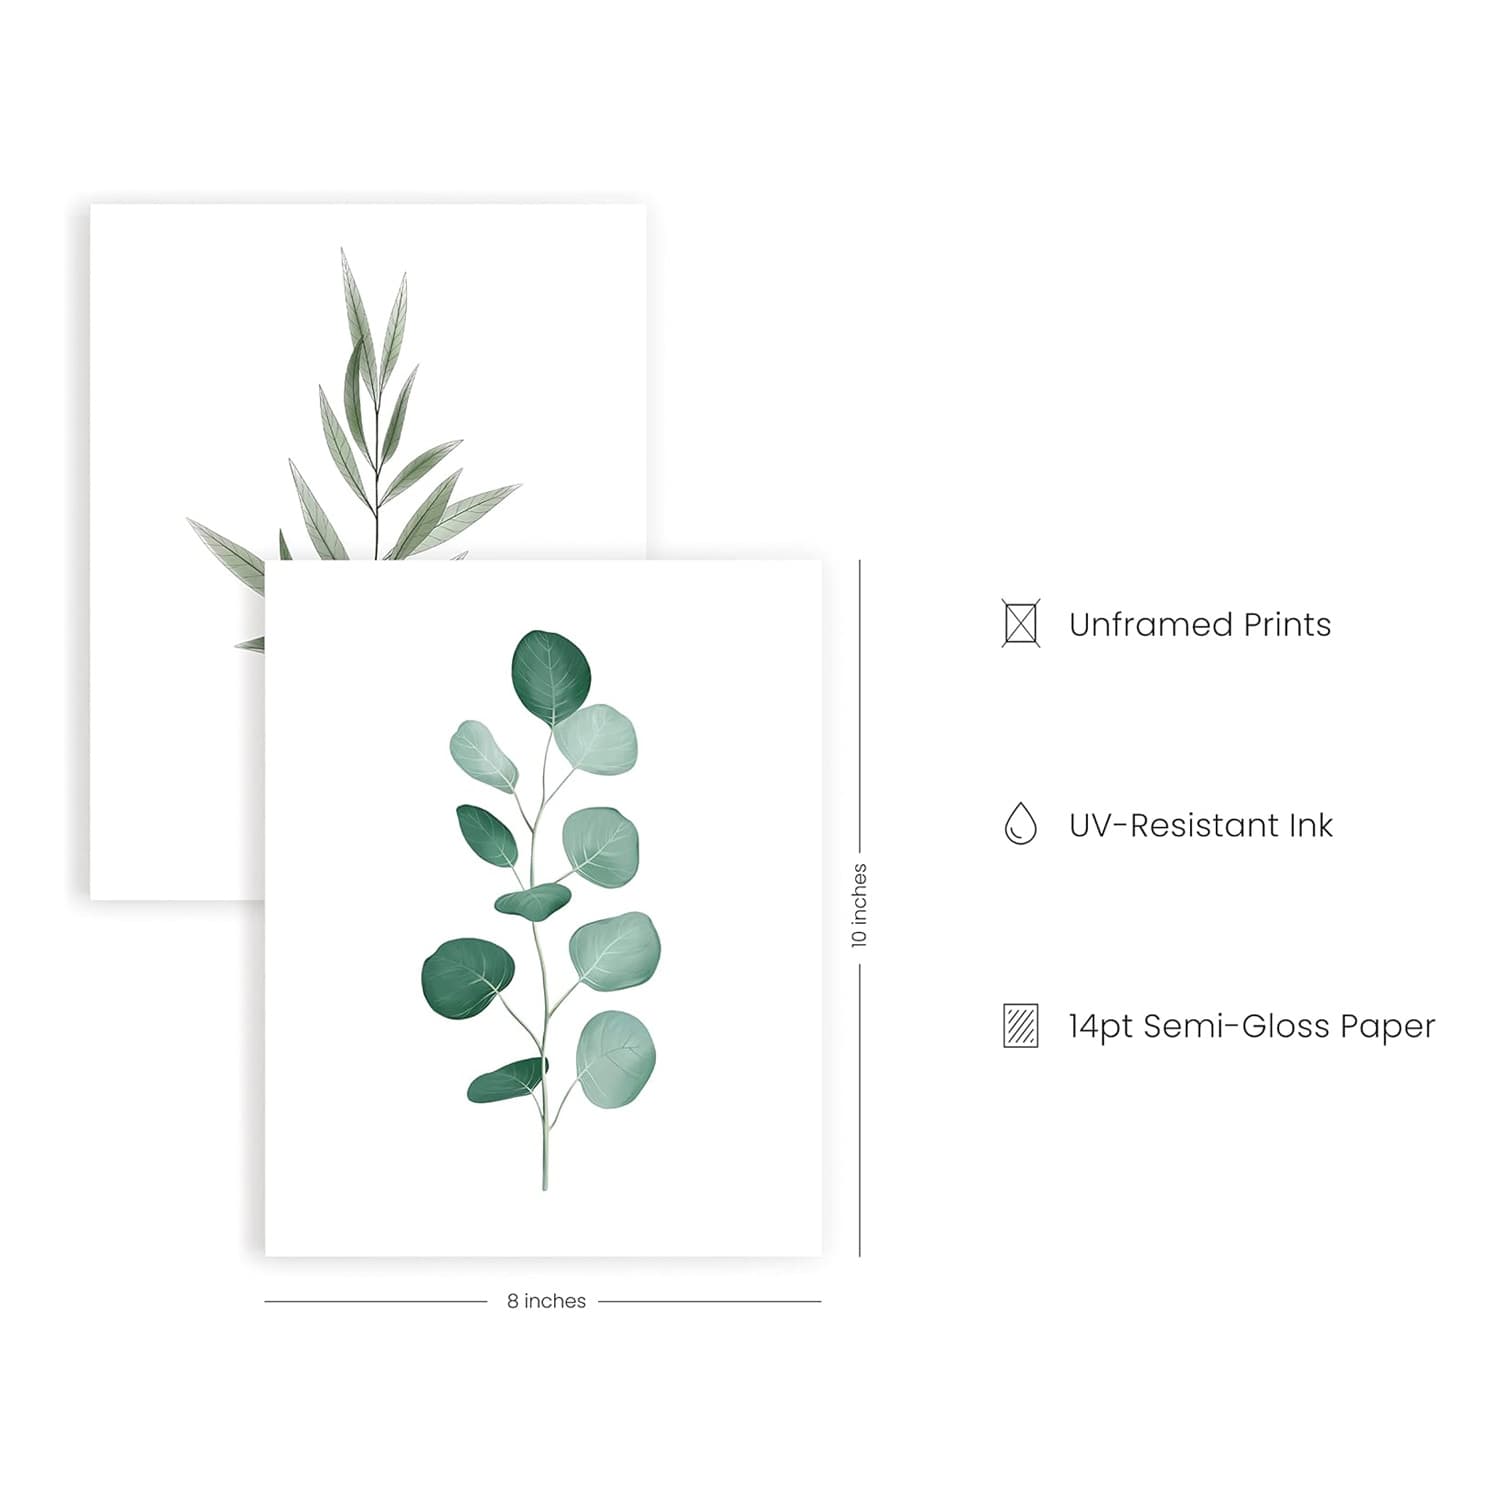 Unframed Prints
UV-Resistant Ink
10 inches
14pt Semi-Gloss Paper
8 inches